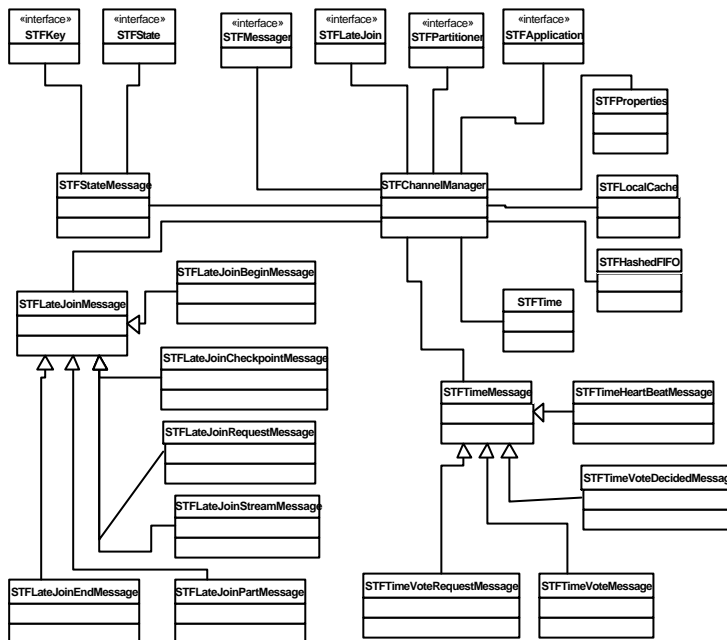 «interface»
STFKey
«interface»
STFState
«interface»
STFMessager
«interface»
STFLateJoin
«interface»
STFPartitioner
«interface»
STFApplication
STFProperties
STFStateMessage
STFChannelManager
STFLocalCache
STFHashedFIFO
STFLateJoinBeginMessage
STFLateJoinMessage
STFTime
STFLateJoinCheckpointMessage
STFTimeMessage
STFTimeHeartBeatMessage
STFLateJoinRequestMessage
STFTimeVoteDecidedMessage
STFLateJoinStreamMessage
STFLateJoinEndMessage
STFLateJoinPartMessage
STFTimeVoteRequestMessage
STFTimeVoteMessage